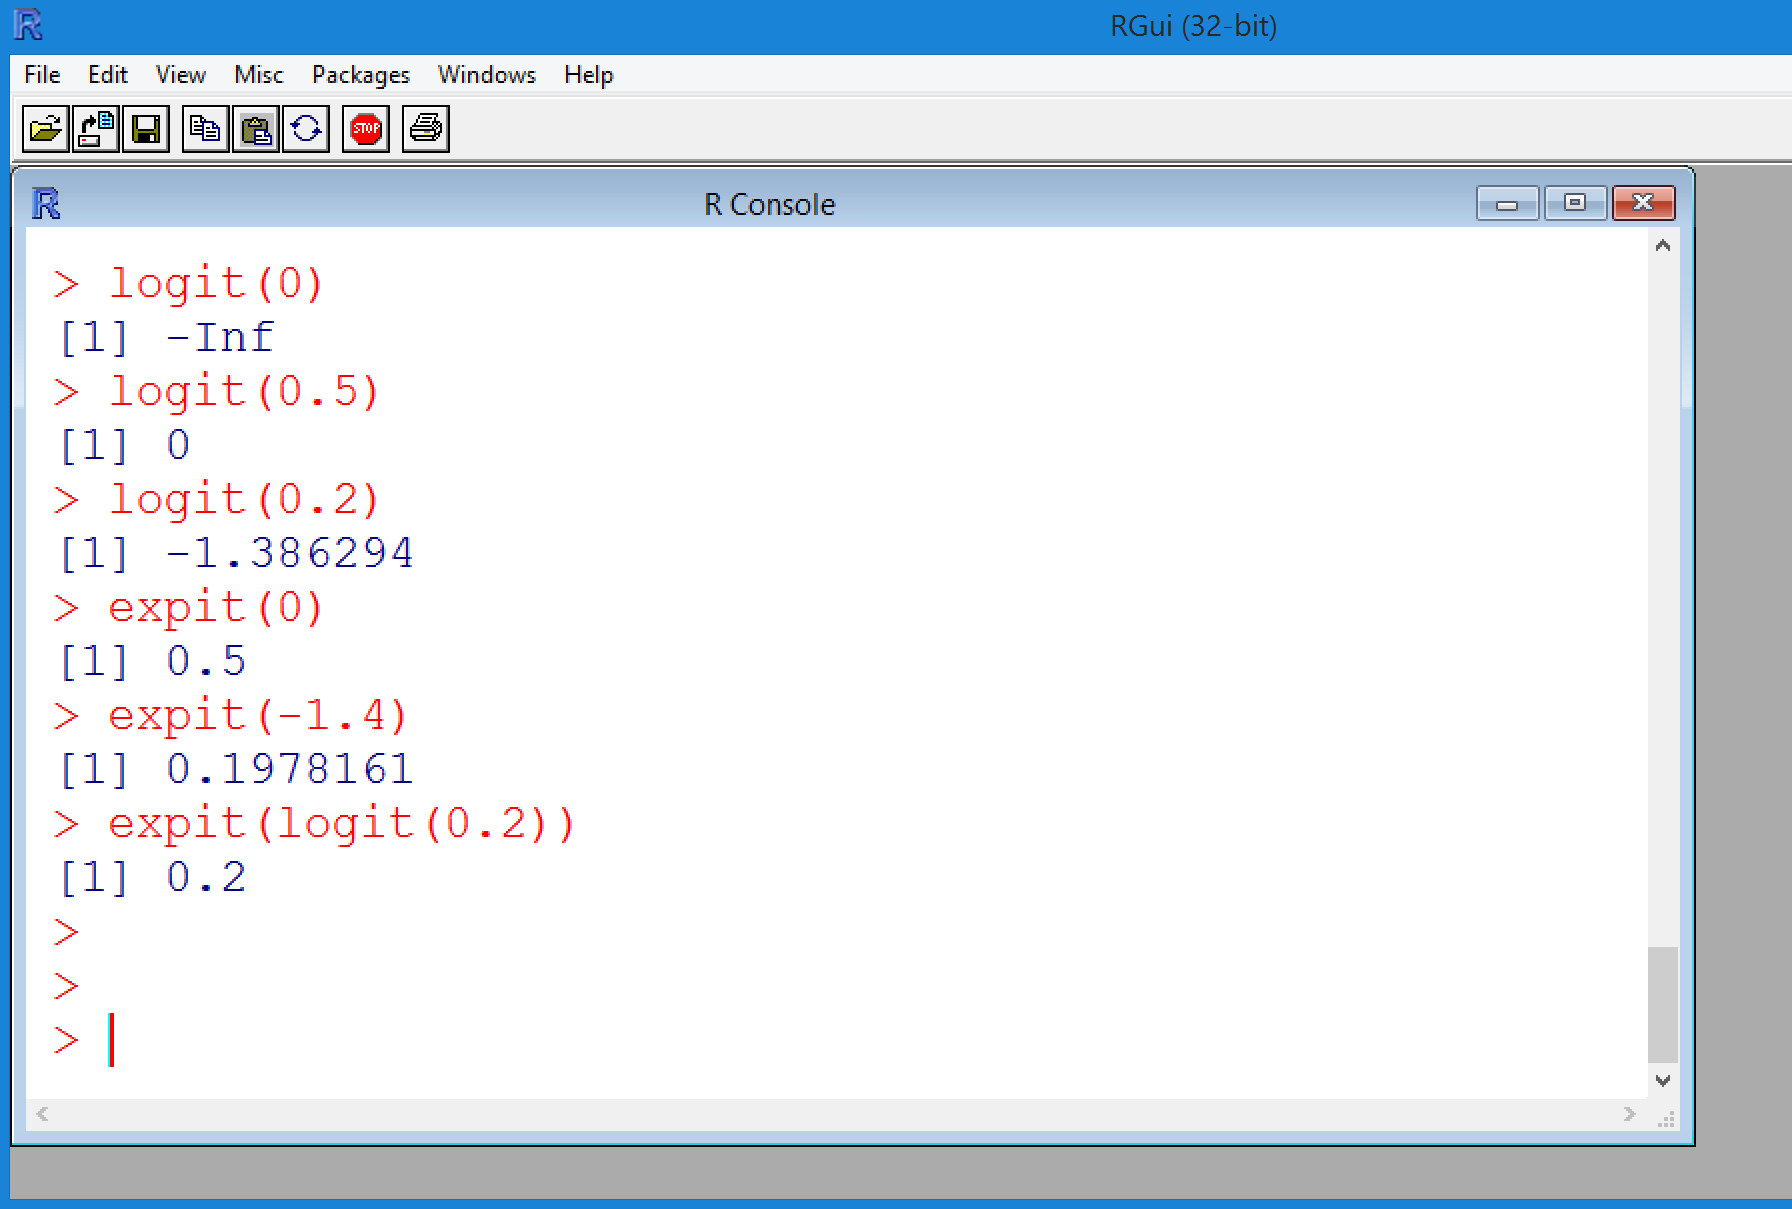 R RGui (32-bit)
File Edit View Misc Packages Windows Help
STOP
R R Console
> logit(0)
[1] -Inf
> logit(0.5)
[1] 0
> logit(0.2)
[1] -1.386294
> expit(0)
[1] 0.5
> expit(-1.4)
[1] 0.1978161
> expit(logit(0.2))
[1] 0.2
>
>
>